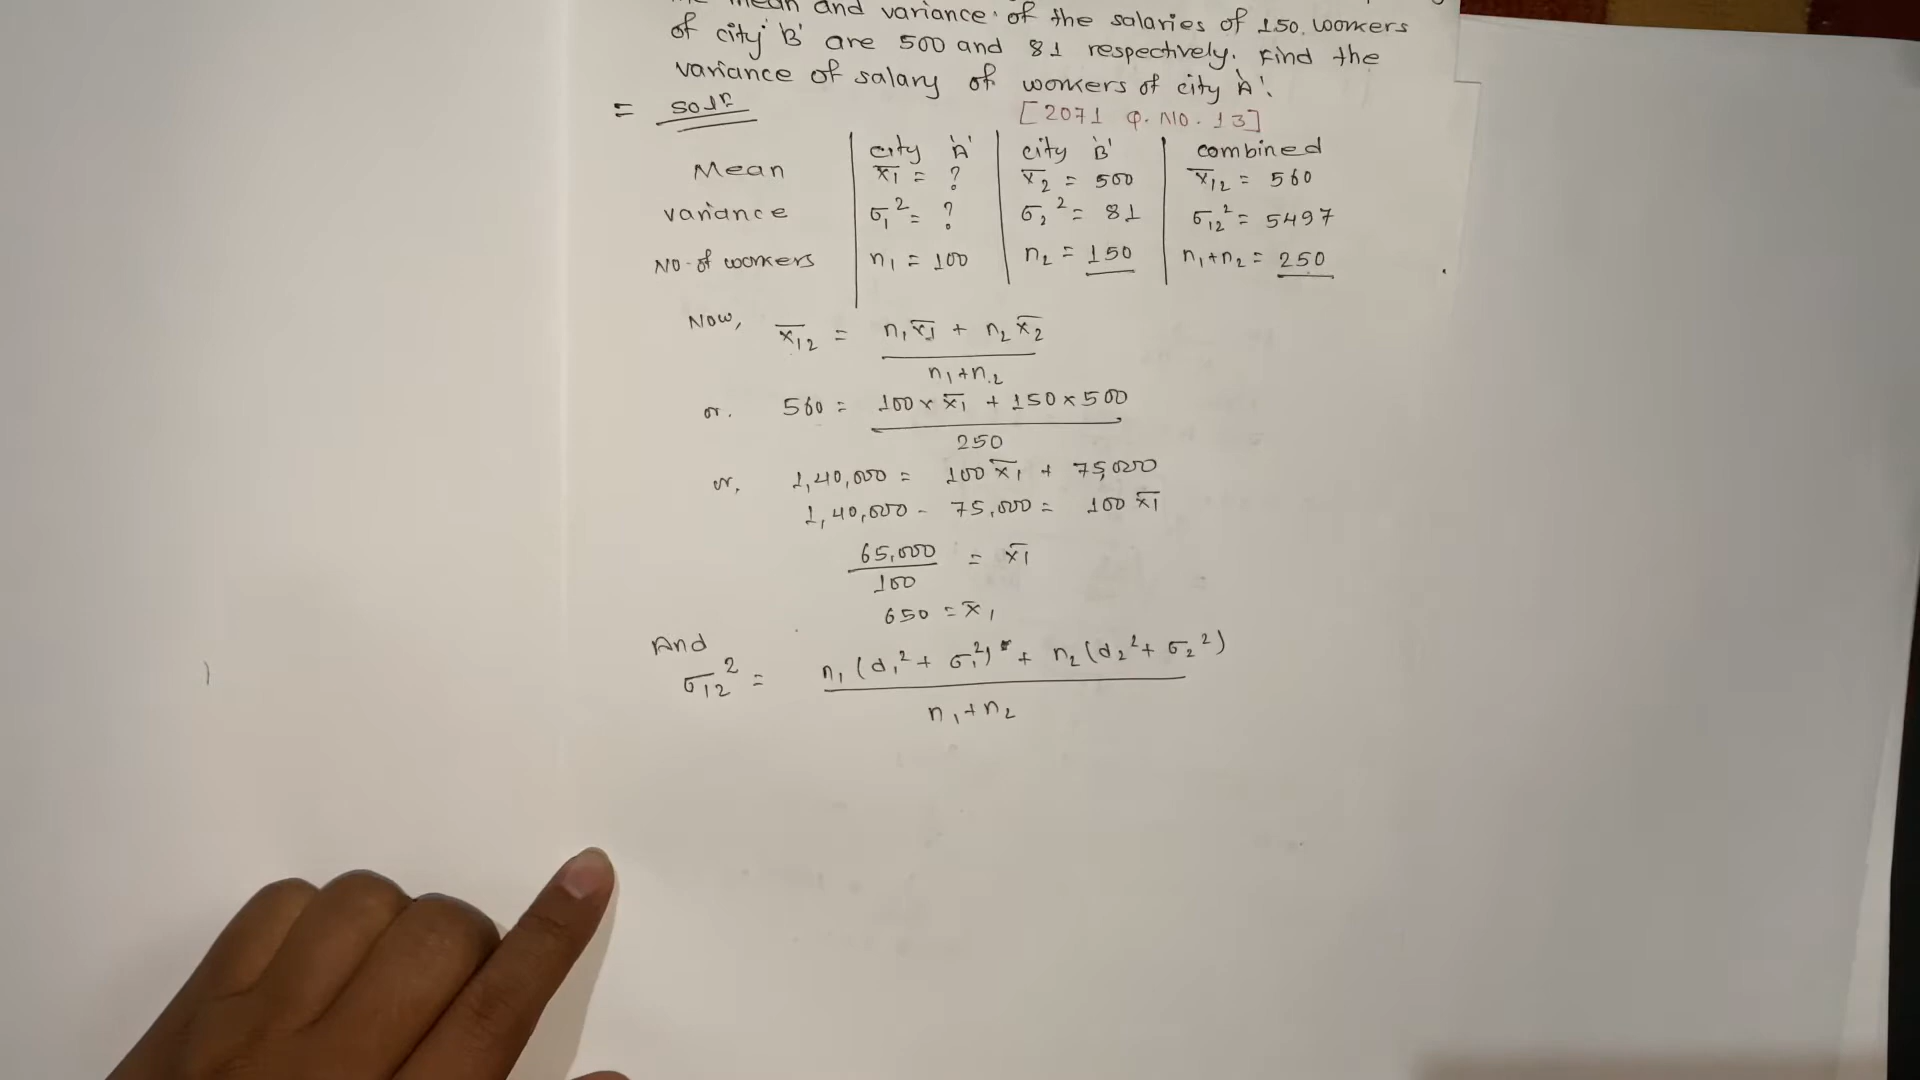 mean and variance of the salaries of 150 workers
of city 'B' are 500 and 81 respectively. Find the
variance of salary of workers of city 'A'.
= Solⁿ
[2071 Q. NO. 13]
city 'A' city 'B' combined
Mean x̄1 = ? x̄2 = 500 x̄12 = 560
variance σ1² = ? σ2² = 81 σ12² = 5497
NO. of workers n1 = 100 n2 = 150 n1+n2 = 250
Now, x̄12 = n1x̄1 + n2x̄2
n1+n2
or. 560 = 100 × x̄1 + 150 × 500
250
or, 1,40,000 = 100 x̄1 + 75,000
1,40,000 - 75,000 = 100 x̄1
65,000 = x̄1
100
650 = x̄1
And
σ12² = n1 (d1² + σ1²) + n2 (d2² + σ2²)
n1+n2